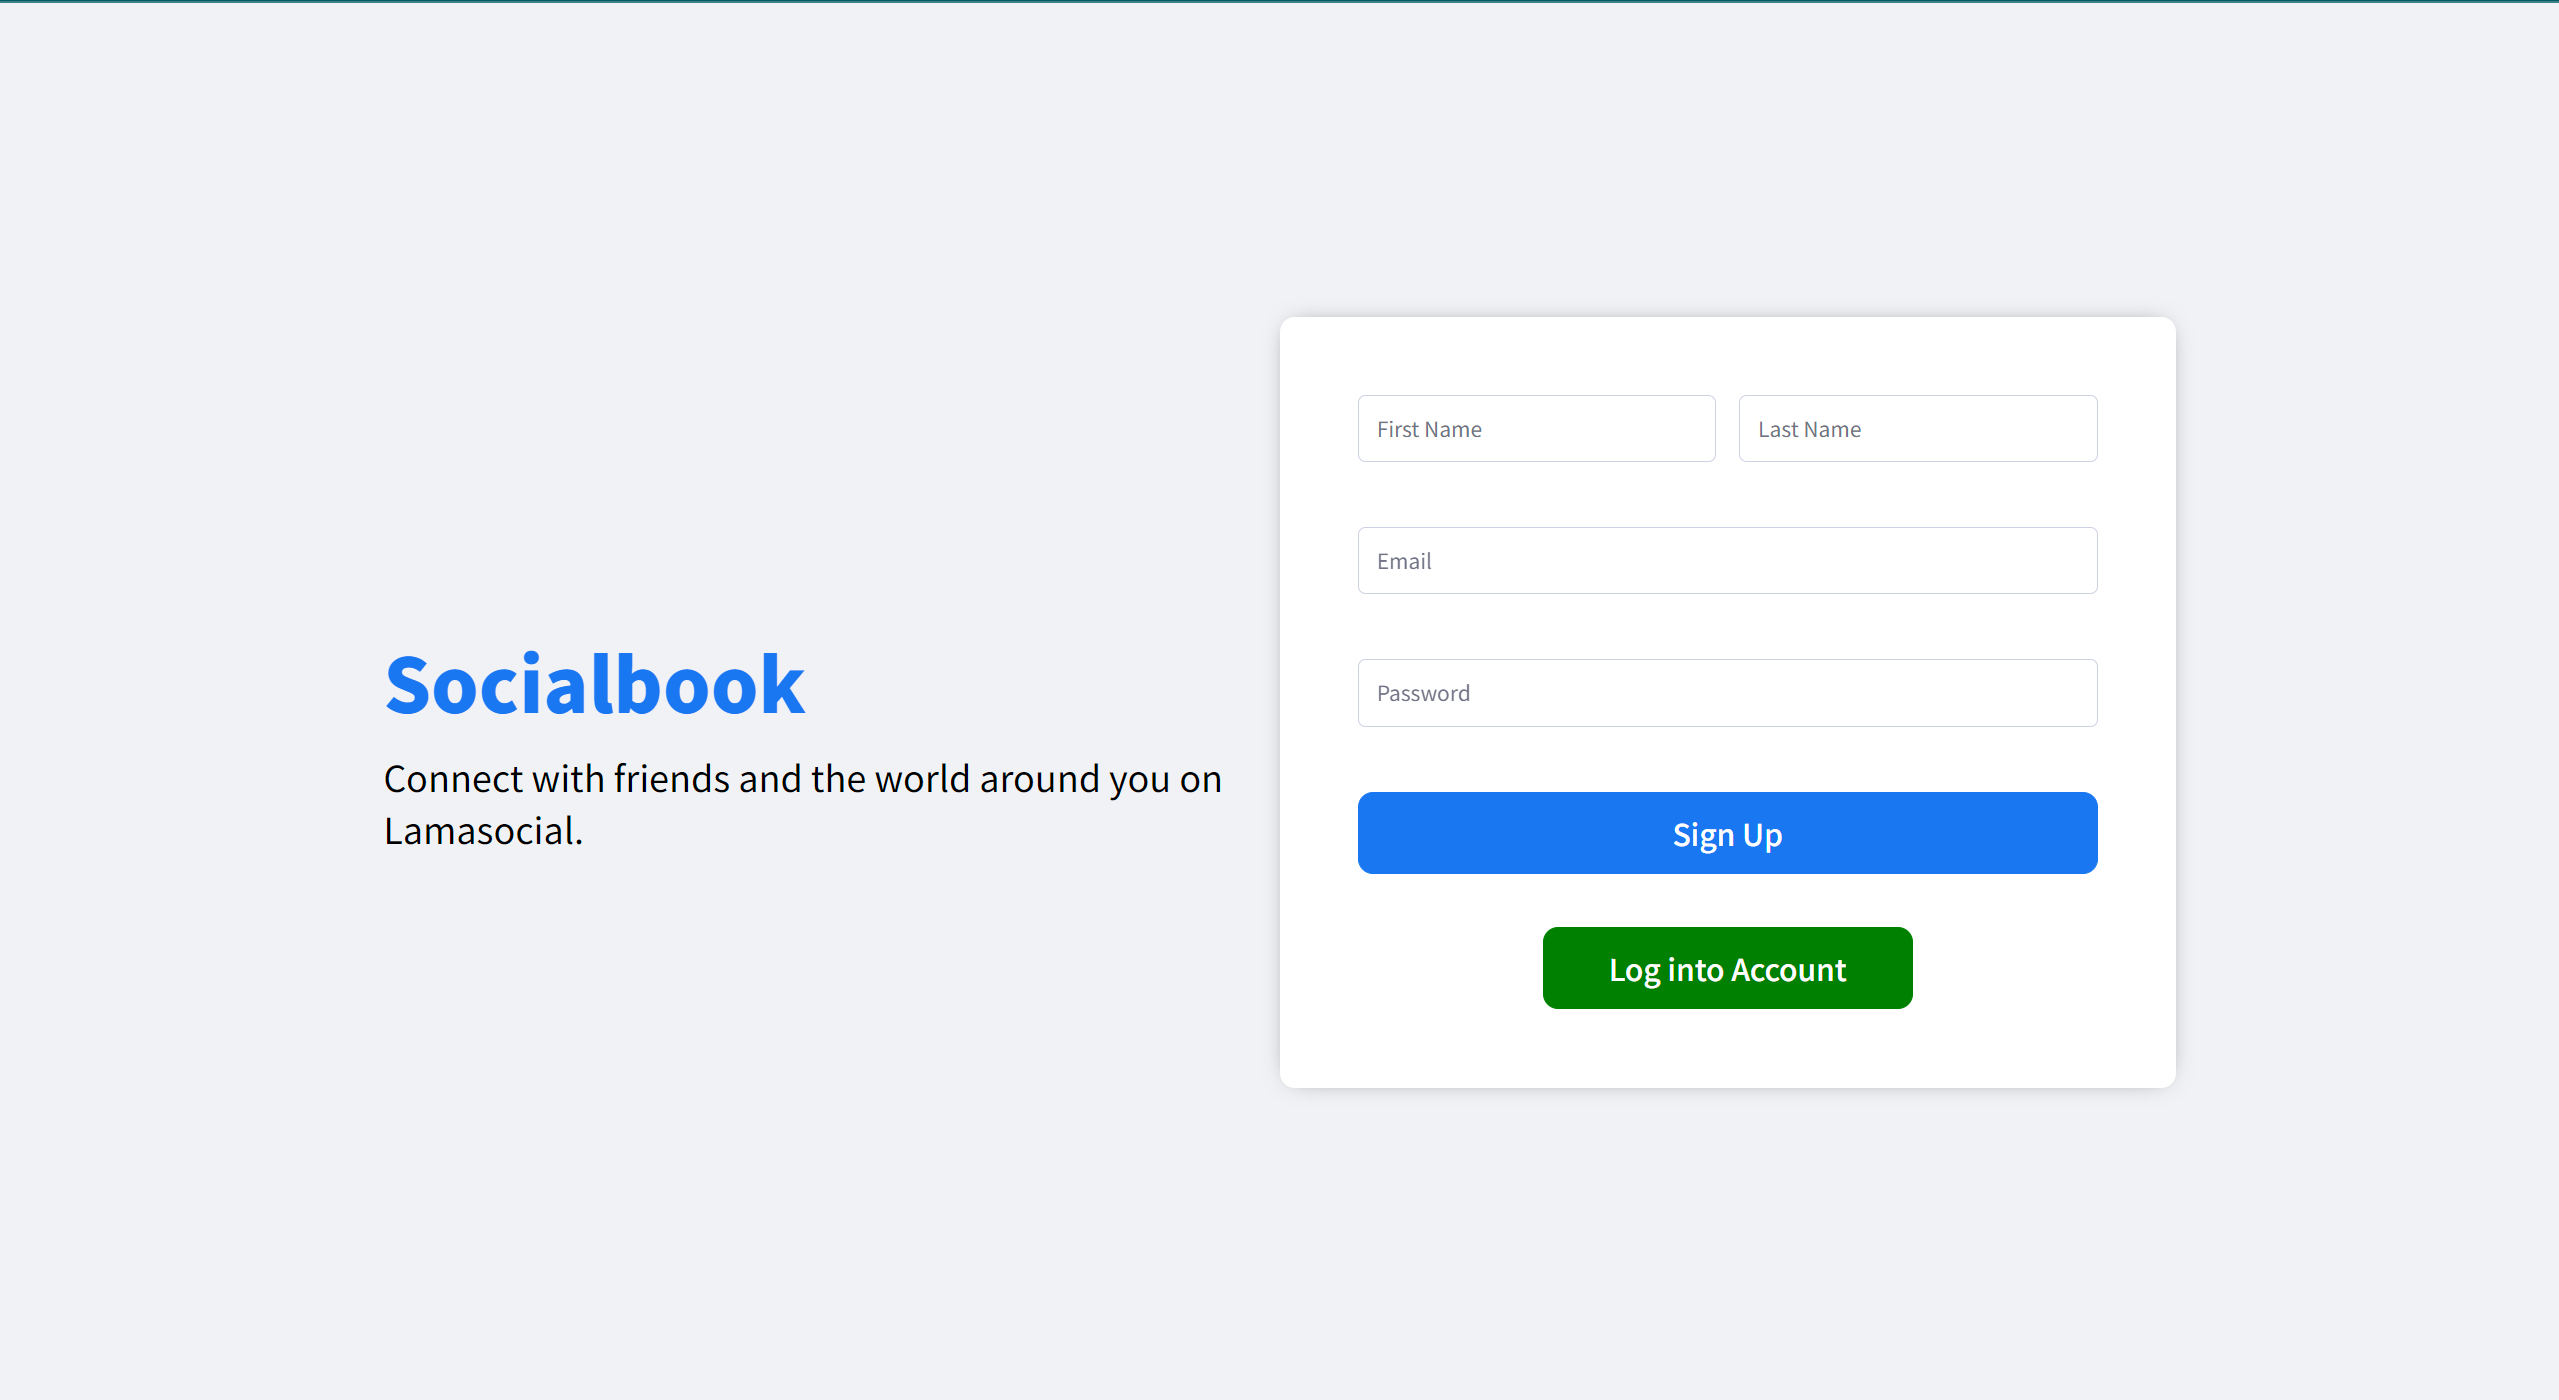 Socialbook
Connect with friends and the world around you on
Lamasocial.
First Name
Last Name
Email
Password
Sign Up
Log into Account